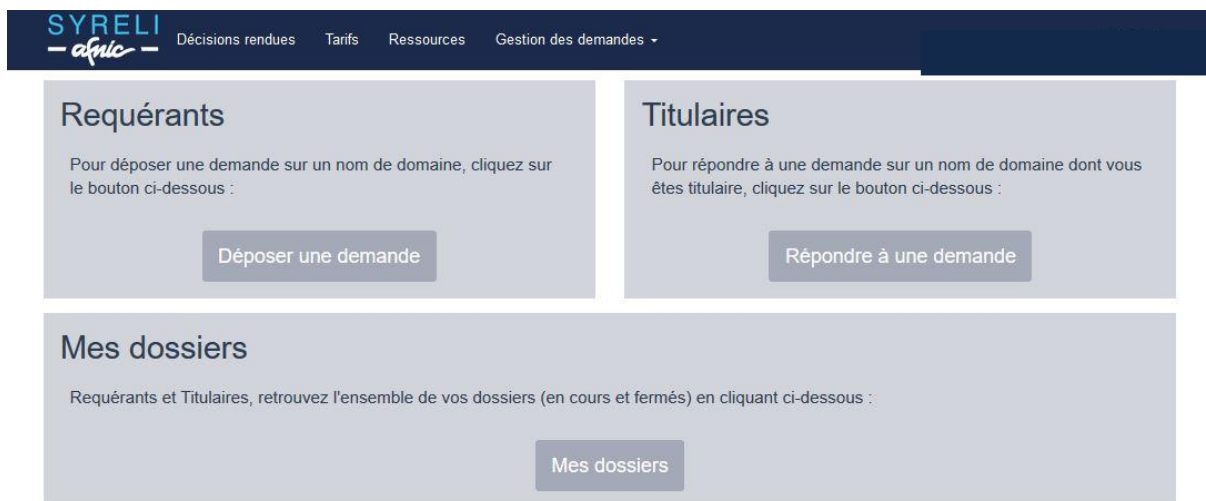 SYRELI
afnic
Décisions rendues Tarifs Ressources Gestion des demandes
Requérants
Pour déposer une demande sur un nom de domaine, cliquez sur
le bouton ci-dessous :
Déposer une demande
Titulaires
Pour répondre à une demande sur un nom de domaine dont vous
êtes titulaire, cliquez sur le bouton ci-dessous :
Répondre à une demande
Mes dossiers
Requérants et Titulaires, retrouvez l'ensemble de vos dossiers (en cours et fermés) en cliquant ci-dessous :
Mes dossiers